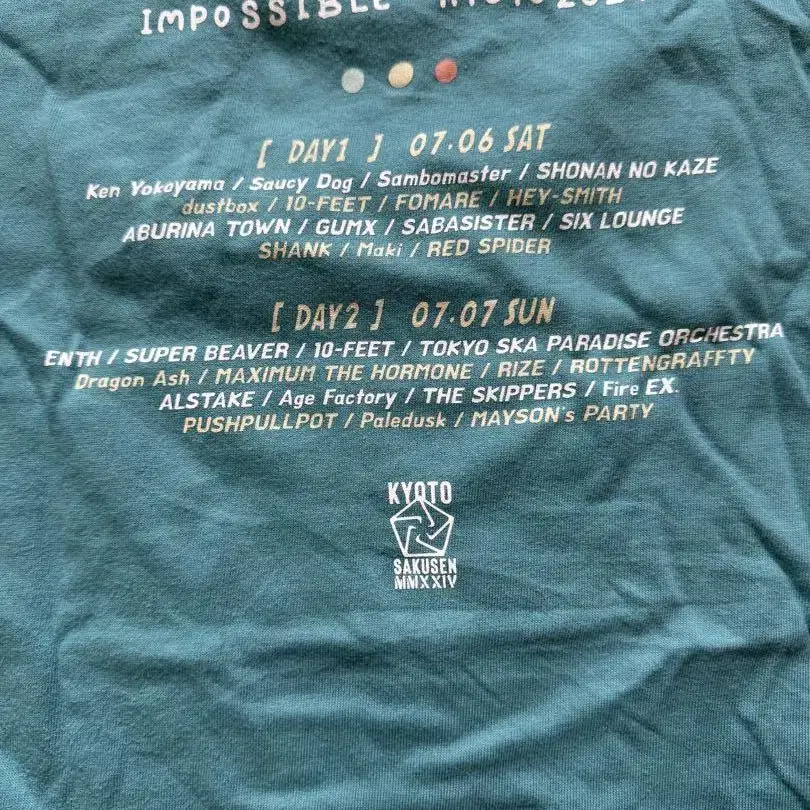 IMPOSSIBLE KYOTO 2024
[ DAY1 ] 07.06 SAT
Ken Yokoyama / Saucy Dog / Sambomaster / SHONAN NO KAZE
dustbox / 10-FEET / FOMARE / HEY-SMITH
ABURINA TOWN / GUMX / SABASISTER / SIX LOUNGE
SHANK / Maki / RED SPIDER
[ DAY2 ] 07.07 SUN
ENTH / SUPER BEAVER / 10-FEET / TOKYO SKA PARADISE ORCHESTRA
Dragon Ash / MAXIMUM THE HORMONE / RIZE / ROTTENGRAFFTY
ALSTAKE / Age Factory / THE SKIPPERS / Fire EX.
PUSHPULLPOT / Paledusk / MAYSON's PARTY
KYOTO
SAKUSEN
MMXXIV